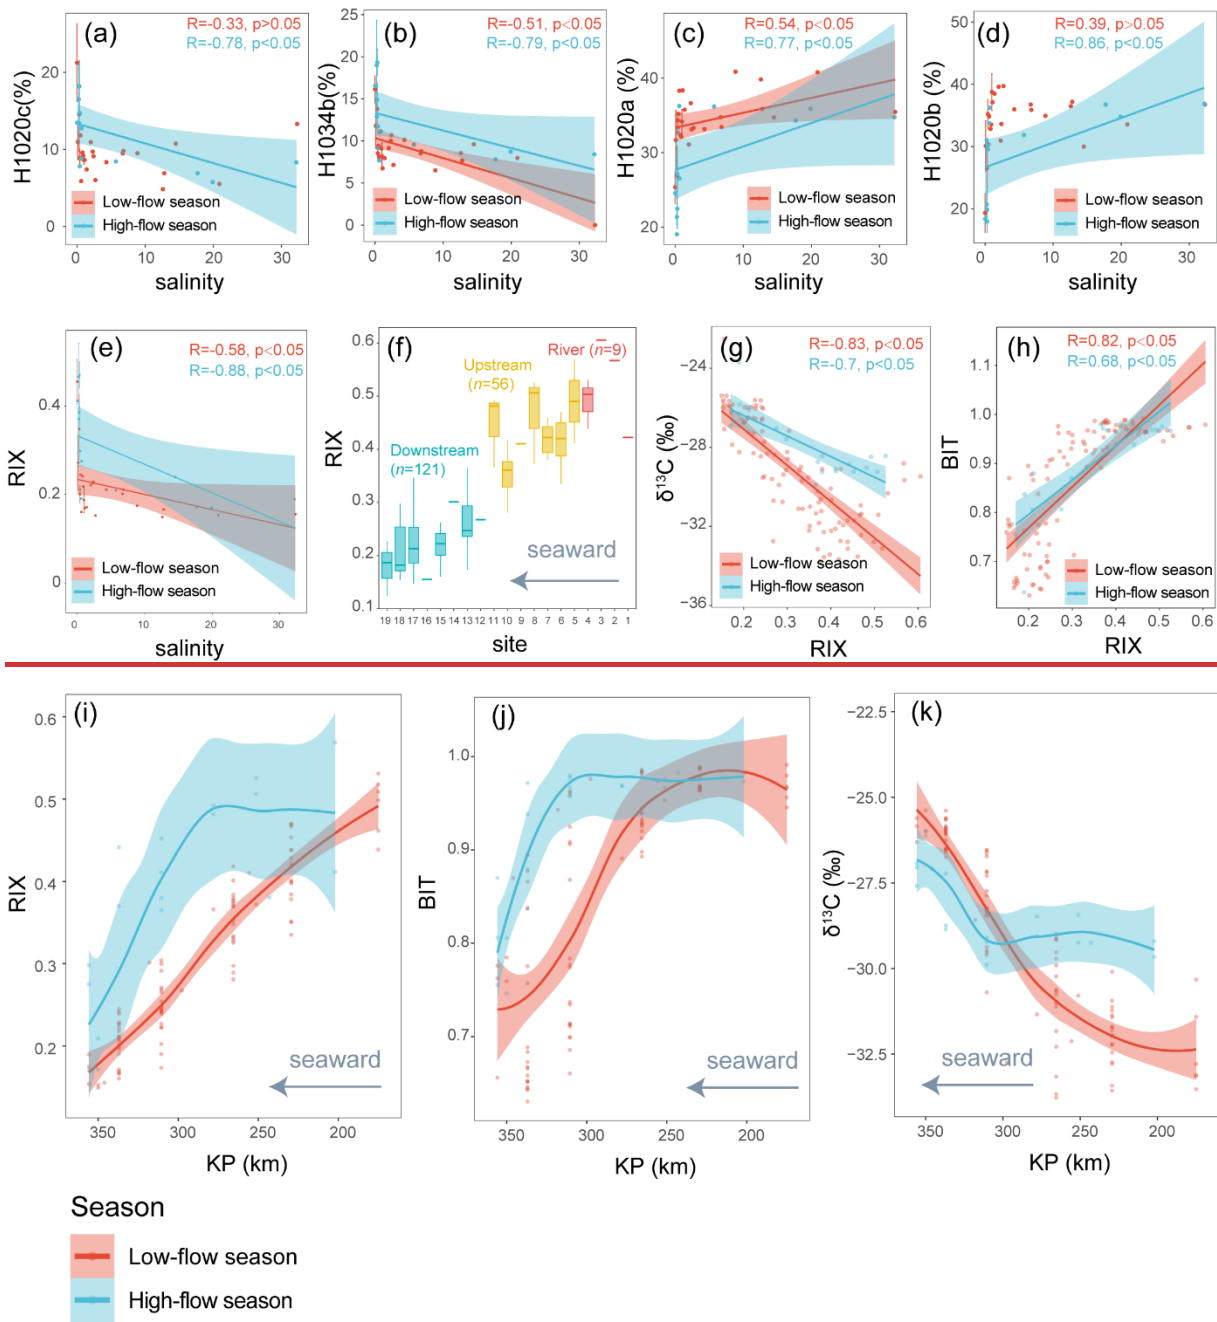 (a)
R=-0.33, p>0.05
R=-0.78, p<0.05
H1020c(%)
20
10
0
Low-flow season
High-flow season
0
10
20
30
salinity
(b)
R=-0.51, p<0.05
R=-0.79, p<0.05
H1034b(%)
25
20
15
10
5
0
Low-flow season
High-flow season
0
10
20
30
salinity
(c)
R=0.54, p<0.05
R=0.77, p<0.05
H1020a (%)
40
30
20
Low-flow season
High-flow season
0
10
20
30
salinity
(d)
R=0.39, p>0.05
R=0.86, p<0.05
H1020b (%)
50
40
30
20
Low-flow season
High-flow season
0
10
20
30
salinity
(e)
R=-0.58, p<0.05
R=-0.88, p<0.05
RIX
0.4
0.2
0
Low-flow season
High-flow season
0
10
20
30
salinity
(f)
River (n=9)
Upstream
(n=56)
Downstream
(n=121)
RIX
0.6
0.5
0.4
0.3
0.2
0.1
seaward
19 18 17 16 15 14 13 12 11 10 9 8 7 6 5 4 3 2 1
site
(g)
R=-0.83, p<0.05
R=-0.7, p<0.05
δ¹³C (‰)
−24
−28
−32
−36
Low-flow season
High-flow season
0.2
0.3
0.4
0.5
0.6
RIX
(h)
R=0.82, p<0.05
R=0.68, p<0.05
BIT
1.1
1.0
0.9
0.8
0.7
Low-flow season
High-flow season
0.2
0.3
0.4
0.5
0.6
RIX
(i)
RIX
0.6
0.5
0.4
0.3
0.2
seaward
350
300
250
200
KP (km)
(j)
BIT
1.0
0.9
0.8
0.7
seaward
350
300
250
200
KP (km)
(k)
δ¹³C (‰)
−22.5
−25.0
−27.5
−30.0
−32.5
seaward
350
300
250
200
KP (km)
Season
Low-flow season
High-flow season